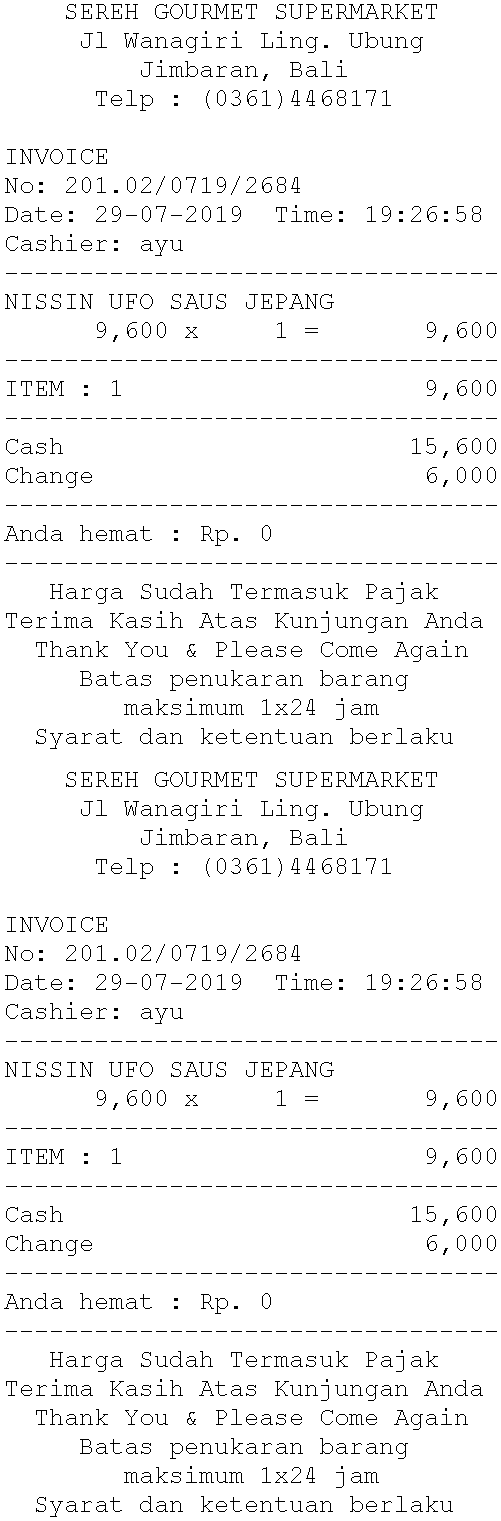 SEREH GOURMET SUPERMARKET
Jl Wanagiri Ling. Ubung
Jimbaran, Bali
Telp : (0361)4468171
INVOICE
No: 201.02/0719/2684
Date: 29-07-2019  Time: 19:26:58
Cashier: ayu
---------------------------------
NISSIN UFO SAUS JEPANG
9,600 x     1 =       9,600
---------------------------------
ITEM : 1                    9,600
---------------------------------
Cash                       15,600
Change                      6,000
---------------------------------
Anda hemat : Rp. 0
---------------------------------
Harga Sudah Termasuk Pajak
Terima Kasih Atas Kunjungan Anda
Thank You & Please Come Again
Batas penukaran barang
maksimum 1x24 jam
Syarat dan ketentuan berlaku
SEREH GOURMET SUPERMARKET
Jl Wanagiri Ling. Ubung
Jimbaran, Bali
Telp : (0361)4468171
INVOICE
No: 201.02/0719/2684
Date: 29-07-2019  Time: 19:26:58
Cashier: ayu
---------------------------------
NISSIN UFO SAUS JEPANG
9,600 x     1 =       9,600
---------------------------------
ITEM : 1                    9,600
---------------------------------
Cash                       15,600
Change                      6,000
---------------------------------
Anda hemat : Rp. 0
---------------------------------
Harga Sudah Termasuk Pajak
Terima Kasih Atas Kunjungan Anda
Thank You & Please Come Again
Batas penukaran barang
maksimum 1x24 jam
Syarat dan ketentuan berlaku